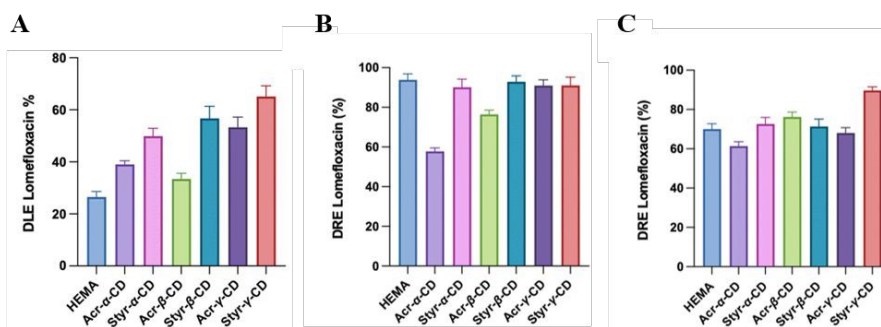 A
DLE Lomefloxacin %
80
60
40
20
0
HEMA
Acr-α-CD
Styr-α-CD
Acr-β-CD
Styr-β-CD
Acr-γ-CD
Styr-γ-CD
B
DRE Lomefloxacin (%)
100
80
60
40
20
0
HEMA
Acr-α-CD
Styr-α-CD
Acr-β-CD
Styr-β-CD
Acr-γ-CD
Styr-γ-CD
C
DRE Lomefloxacin (%)
100
80
60
40
20
0
HEMA
Acr-α-CD
Styr-α-CD
Acr-β-CD
Styr-β-CD
Acr-γ-CD
Styr-γ-CD